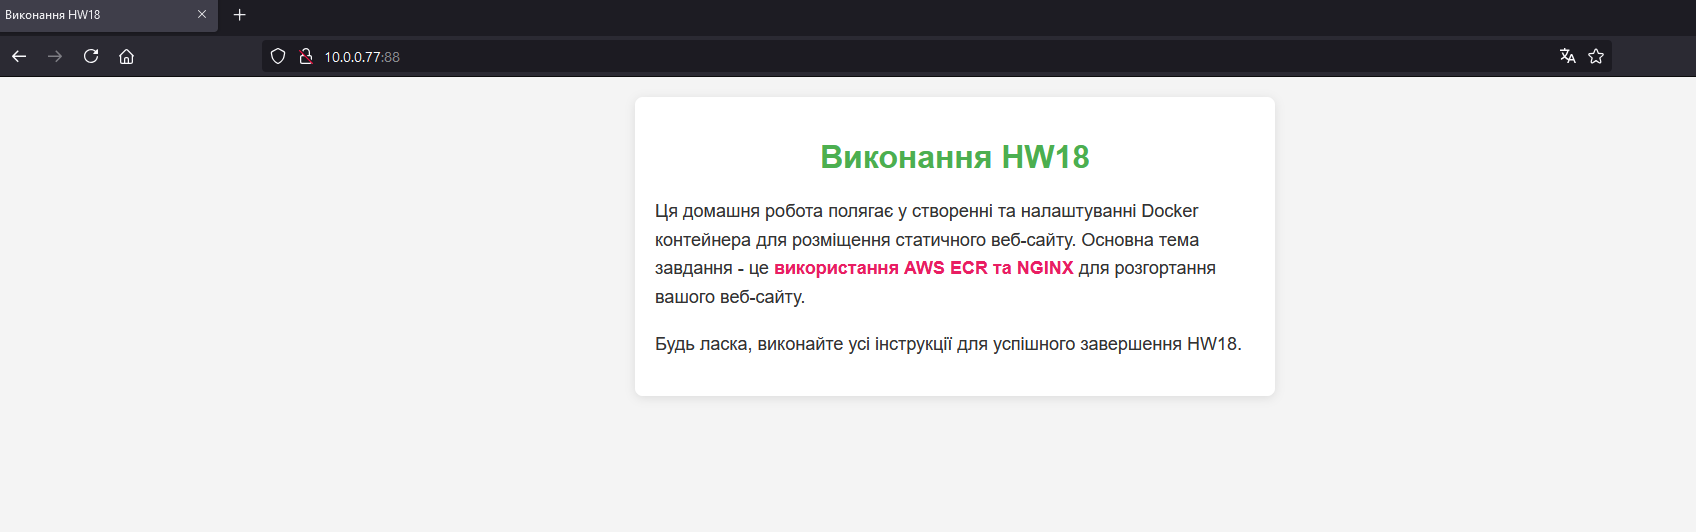 Виконання HW18
10.0.0.77:88
Виконання HW18
Ця домашня робота полягає у створенні та налаштуванні Docker
контейнера для розміщення статичного веб-сайту. Основна тема
завдання - це використання AWS ECR та NGINX для розгортання
вашого веб-сайту.
Будь ласка, виконайте усі інструкції для успішного завершення HW18.